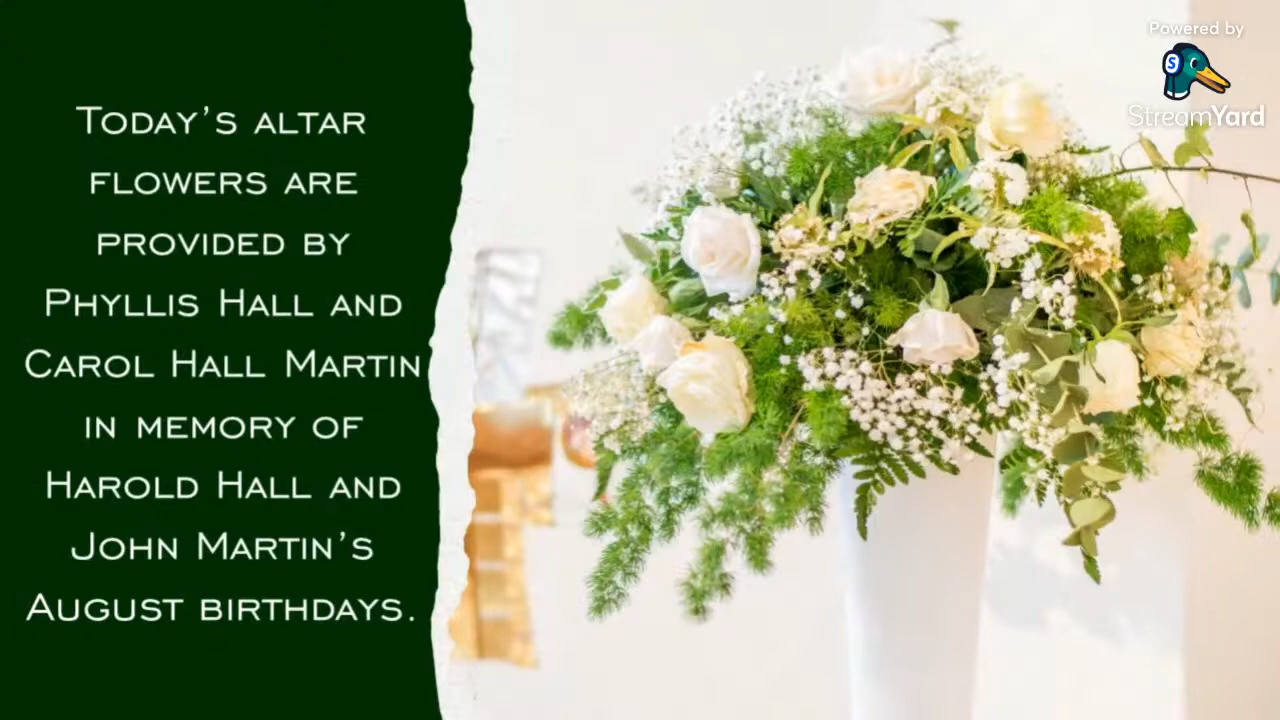 Today's altar
flowers are
provided by
Phyllis Hall and
Carol Hall Martin
in memory of
Harold Hall and
John Martin's
August birthdays.
Powered by
S
StreamYard